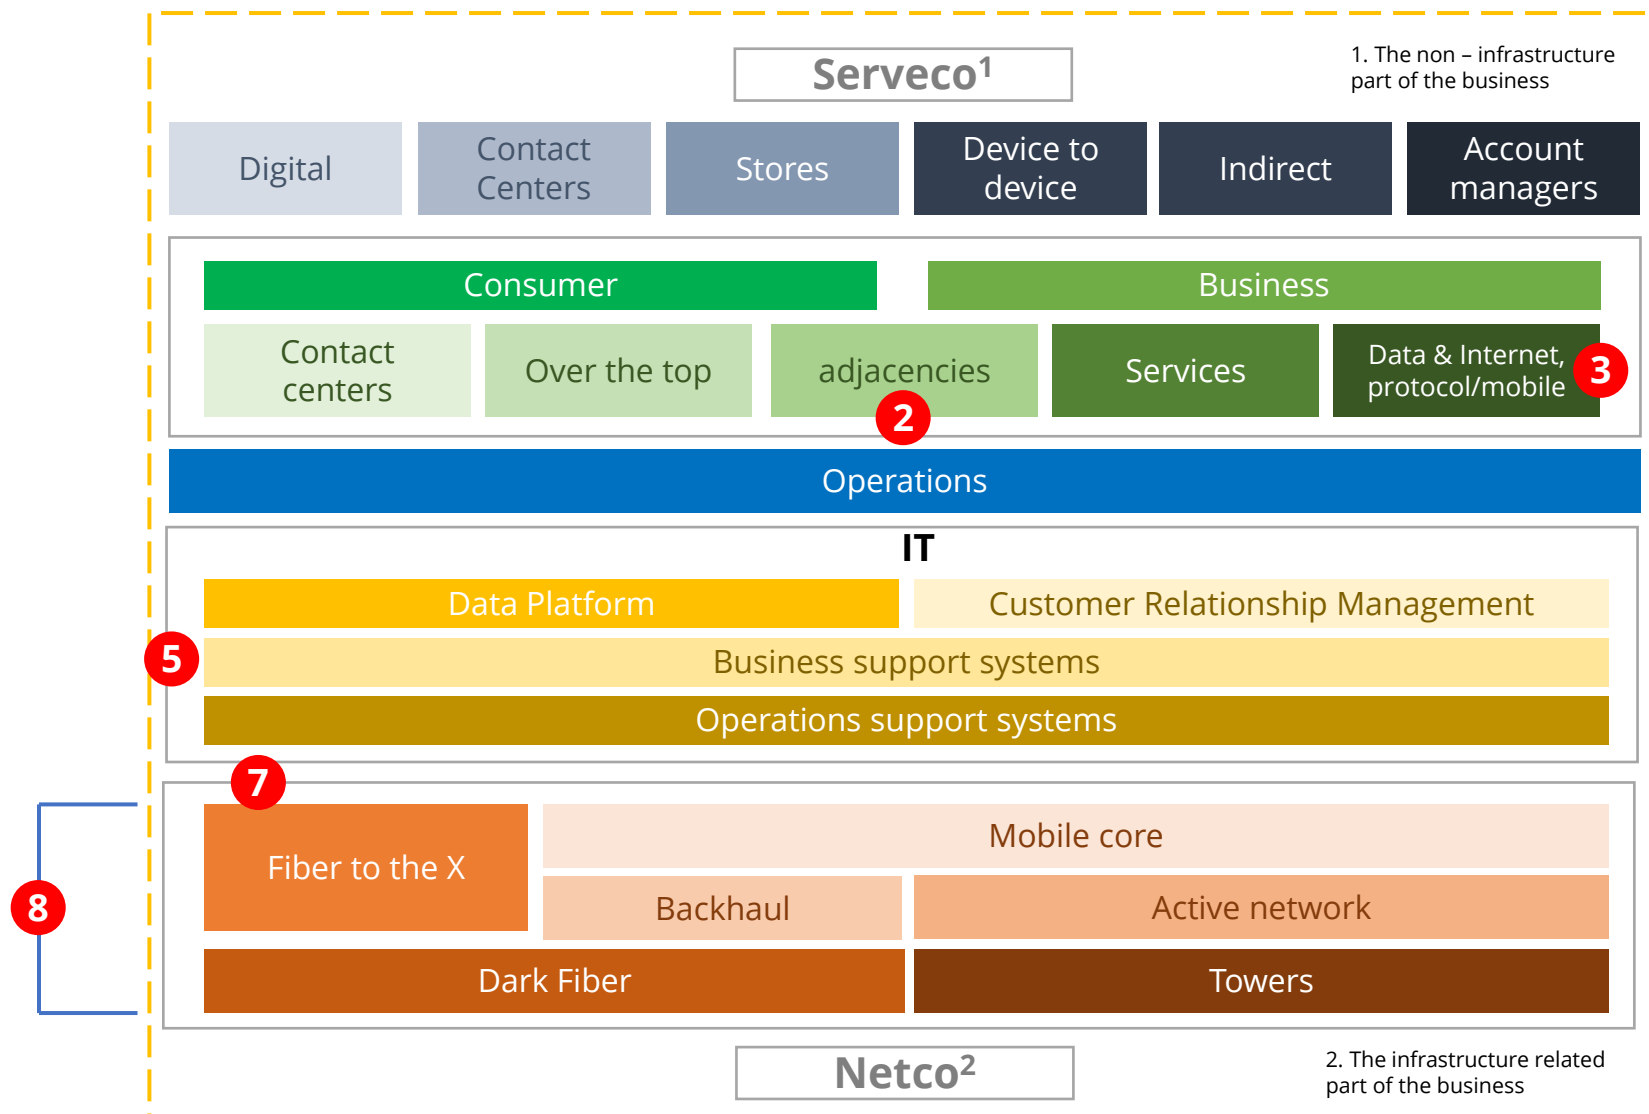 Serveco¹
1. The non – infrastructure
part of the business
Digital
Contact
Centers
Stores
Device to
device
Indirect
Account
managers
Consumer
Business
Contact
centers
Over the top
adjacencies
2
Services
Data & Internet,
protocol/mobile
3
Operations
IT
Data Platform
Customer Relationship Management
5
Business support systems
Operations support systems
7
Fiber to the X
Mobile core
8
Backhaul
Active network
Dark Fiber
Towers
Netco²
2. The infrastructure related
part of the business